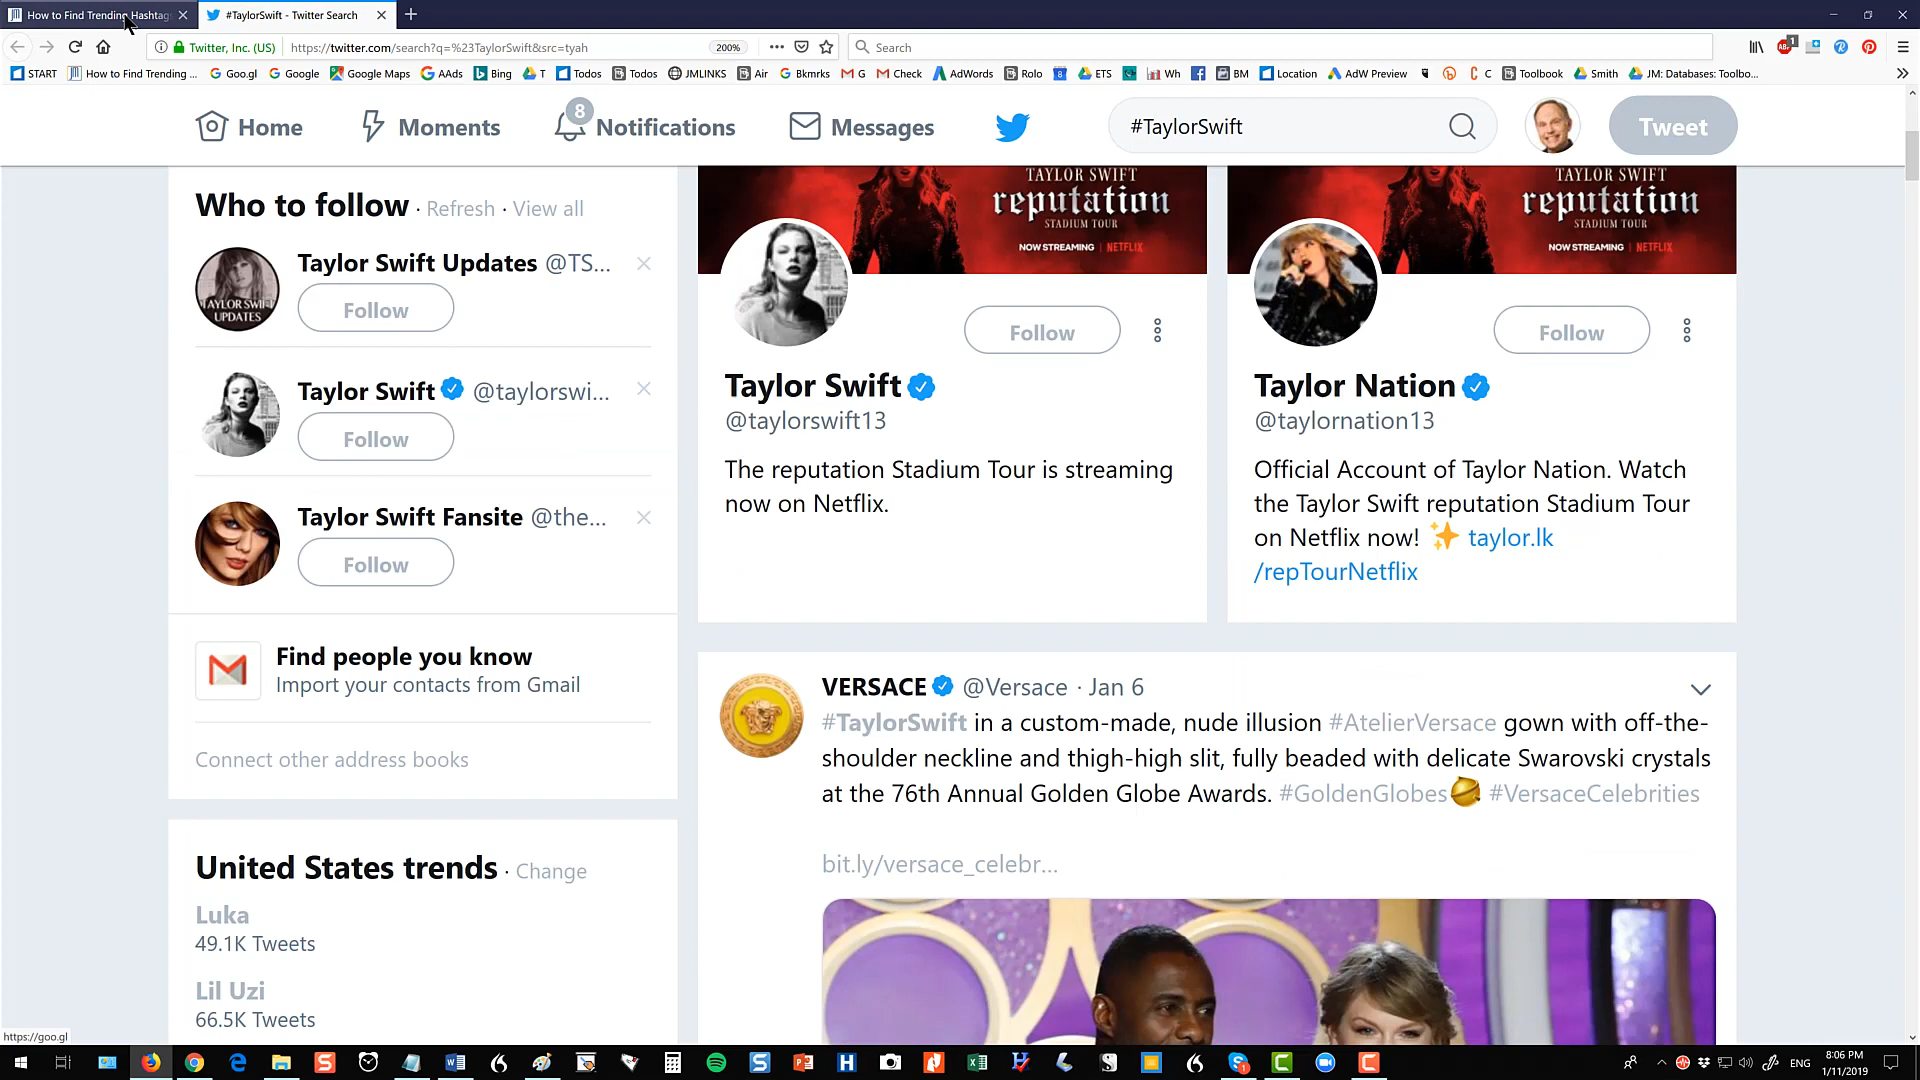 How to Find Trending Hashtag
#TaylorSwift - Twitter Search
Twitter, Inc. (US)
https://twitter.com/search?q=%23TaylorSwift&src=tyah
200%
Search
START
How to Find Trending ...
Goo.gl
Google
Google Maps
AAds
Bing
T
Todos
Todos
JMLINKS
Air
Bkmrks
G
Check
AdWords
Rolo
ETS
Wh
BM
Location
AdW Preview
C
Toolbook
Smith
JM: Databases: Toolbo...
Home
Moments
8
Notifications
Messages
#TaylorSwift
Tweet
Who to follow · Refresh · View all
Taylor Swift Updates @TS...
Follow
Taylor Swift @taylorswi...
Follow
Taylor Swift Fansite @the...
Follow
Find people you know
Import your contacts from Gmail
Connect other address books
United States trends · Change
Luka
49.1K Tweets
Lil Uzi
66.5K Tweets
TAYLOR SWIFT
reputation
STADIUM TOUR
NOW STREAMING | NETFLIX
Follow
Taylor Swift
@taylorswift13
The reputation Stadium Tour is streaming
now on Netflix.
TAYLOR SWIFT
reputation
STADIUM TOUR
NOW STREAMING | NETFLIX
Follow
Taylor Nation
@taylornation13
Official Account of Taylor Nation. Watch
the Taylor Swift reputation Stadium Tour
on Netflix now! ✨ taylor.lk
/repTourNetflix
VERSACE @Versace · Jan 6
#TaylorSwift in a custom-made, nude illusion #AtelierVersace gown with off-the-
shoulder neckline and thigh-high slit, fully beaded with delicate Swarovski crystals
at the 76th Annual Golden Globe Awards. #GoldenGlobes #VersaceCelebrities
bit.ly/versace_celebr...
https://goo.gl
ENG
8:06 PM
1/11/2019